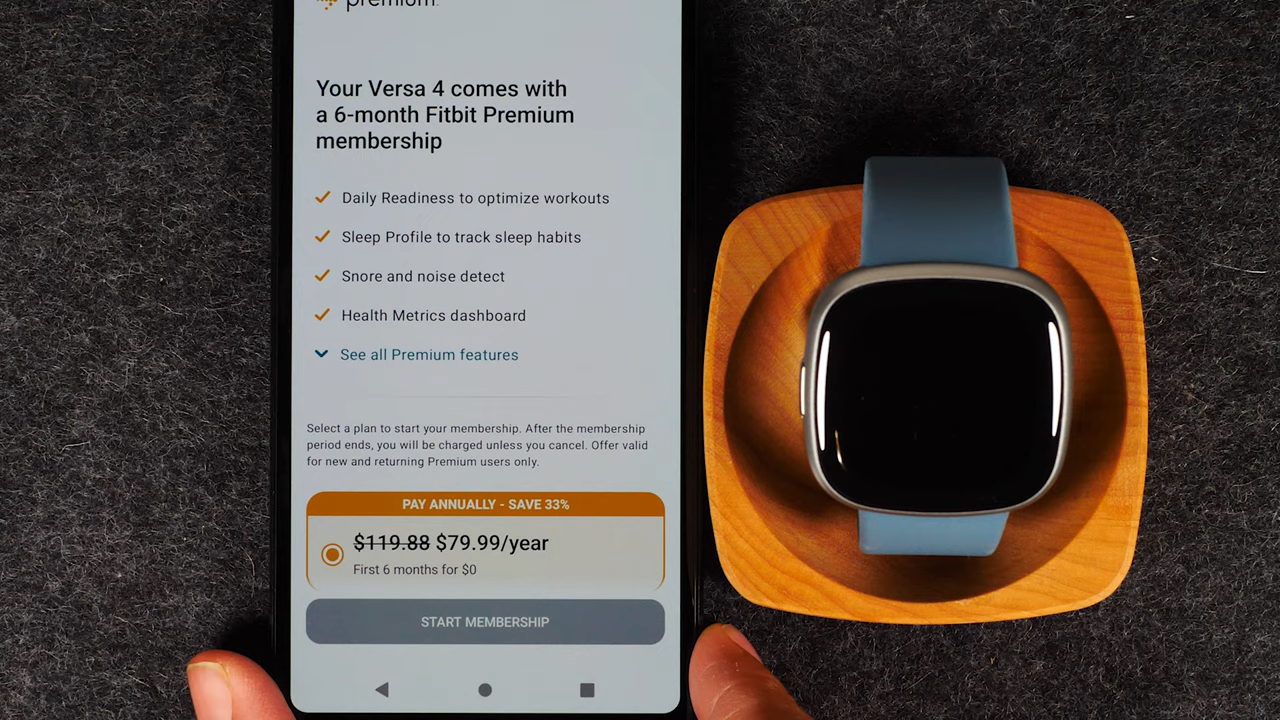 premium.
Your Versa 4 comes with
a 6-month Fitbit Premium
membership
Daily Readiness to optimize workouts
Sleep Profile to track sleep habits
Snore and noise detect
Health Metrics dashboard
See all Premium features
Select a plan to start your membership. After the membership
period ends, you will be charged unless you cancel. Offer valid
for new and returning Premium users only.
PAY ANNUALLY - SAVE 33%
$119.88 $79.99/year
First 6 months for $0
START MEMBERSHIP